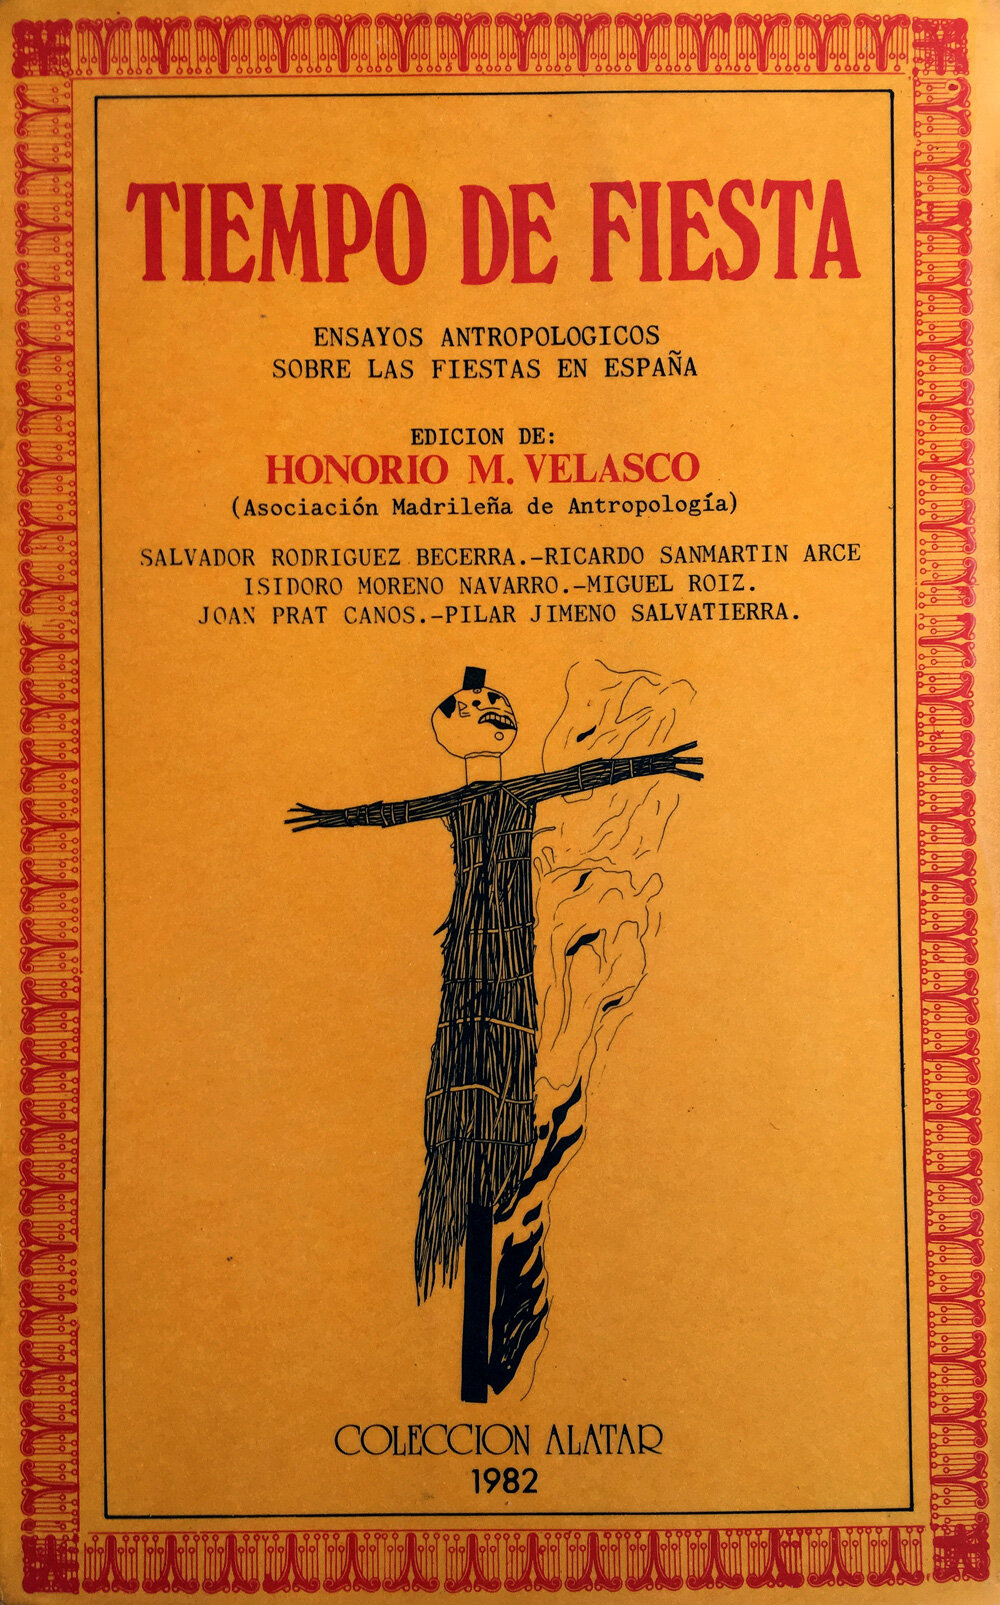 TIEMPO DE FIESTA
ENSAYOS ANTROPOLOGICOS
SOBRE LAS FIESTAS EN ESPAÑA
EDICION DE:
HONORIO M. VELASCO
(Asociación Madrileña de Antropología)
SALVADOR RODRIGUEZ BECERRA.-RICARDO SANMARTIN ARCE
ISIDORO MORENO NAVARRO.-MIGUEL ROIZ.
JOAN PRAT CANOS.-PILAR JIMENO SALVATIERRA.
COLECCION ALATAR
1982